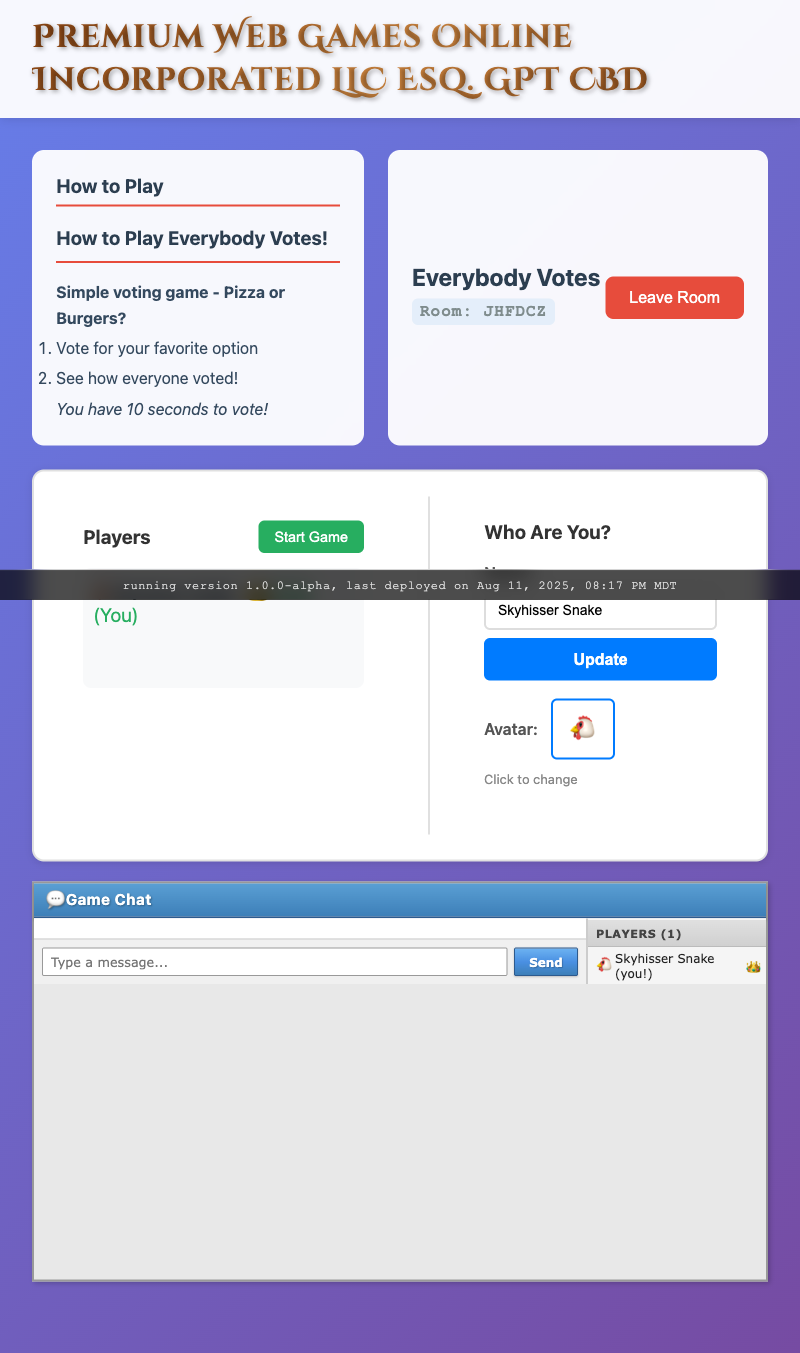 Premium Web Games Online
Incorporated LLC Esq. GPT CBD
How to Play
How to Play Everybody Votes!
Simple voting game - Pizza or
Burgers?
1. Vote for your favorite option
2. See how everyone voted!
You have 10 seconds to vote!
Everybody Votes
Room: JHFDCZ
Leave Room
Players
Start Game
(You)
Who Are You?
running version 1.0.0-alpha, last deployed on Aug 11, 2025, 08:17 PM MDT
Skyhisser Snake
Update
Avatar:
Click to change
Game Chat
Type a message...
Send
PLAYERS (1)
Skyhisser Snake
(you!)